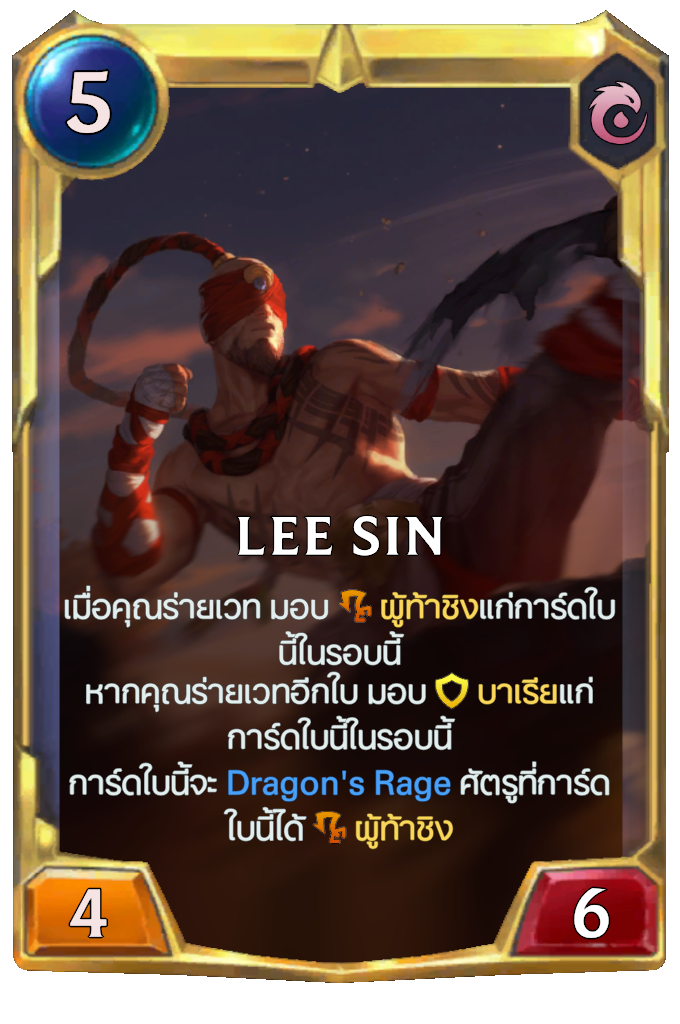 5
LEE SIN
เมื่อคุณร่ายเวท มอบ ผู้ท้าชิงแก่การ์ดใบ
นี้ในรอบนี้
หากคุณร่ายเวทอีกใบ มอบ บาเรียแก่
การ์ดใบนี้ในรอบนี้
การ์ดใบนี้จะ Dragon's Rage ศัตรูที่การ์ด
ใบนี้ได้ ผู้ท้าชิง
4
6